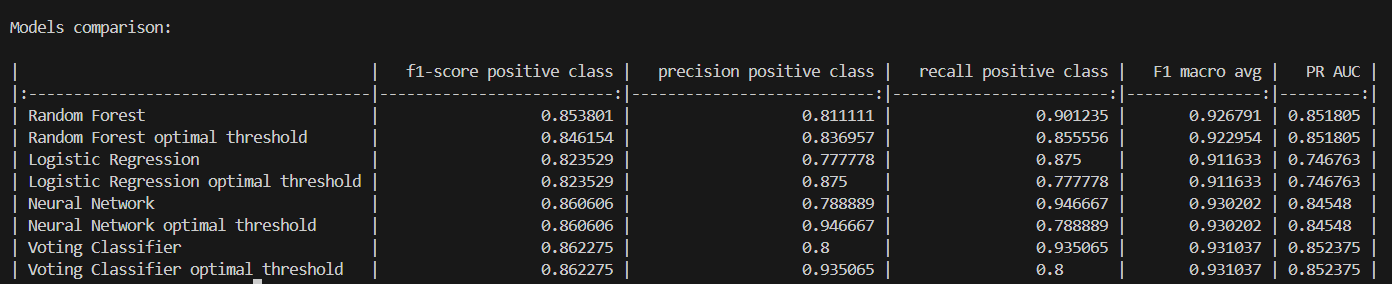 Models comparison:
|                                       |   f1-score positive class |   precision positive class |   recall positive class |   F1 macro avg |   PR AUC |
|:--------------------------------------|--------------------------:|---------------------------:|------------------------:|---------------:|---------:|
| Random Forest                         |                  0.853801 |                   0.811111 |                0.901235 |       0.926791 | 0.851805 |
| Random Forest optimal threshold       |                  0.846154 |                   0.836957 |                0.855556 |       0.922954 | 0.851805 |
| Logistic Regression                   |                  0.823529 |                   0.777778 |                0.875    |       0.911633 | 0.746763 |
| Logistic Regression optimal threshold |                  0.823529 |                   0.875    |                0.777778 |       0.911633 | 0.746763 |
| Neural Network                        |                  0.860606 |                   0.788889 |                0.946667 |       0.930202 | 0.84548  |
| Neural Network optimal threshold      |                  0.860606 |                   0.946667 |                0.788889 |       0.930202 | 0.84548  |
| Voting Classifier                     |                  0.862275 |                   0.8      |                0.935065 |       0.931037 | 0.852375 |
| Voting Classifier optimal threshold   |                  0.862275 |                   0.935065 |                0.8      |       0.931037 | 0.852375 |